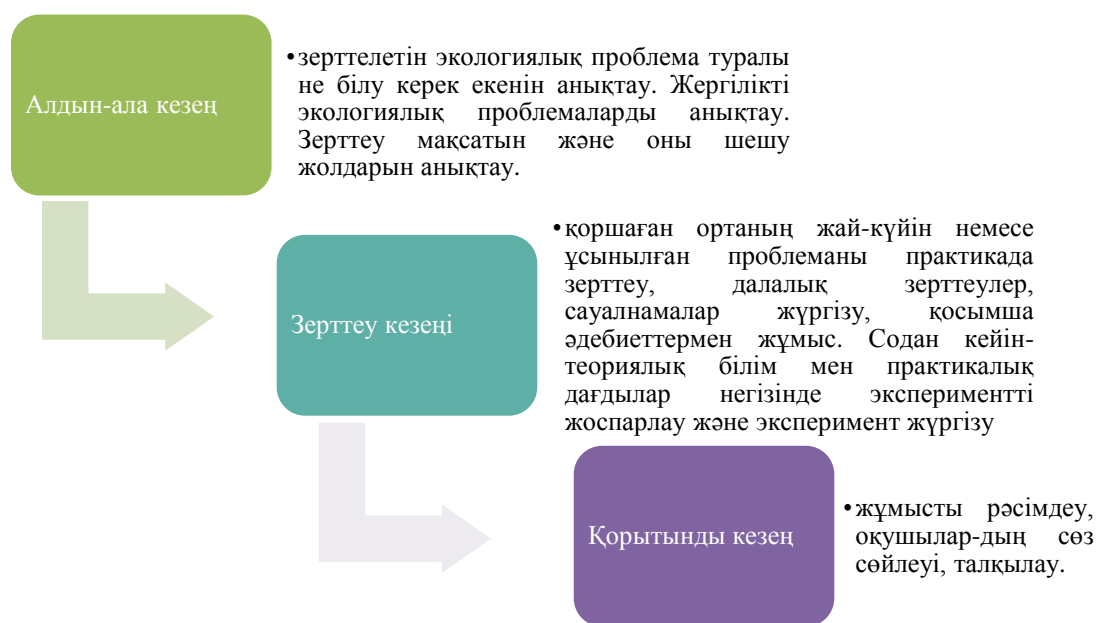 Алдын-ала кезең
•зерттелетін экологиялық проблема туралы
не білу керек екенін анықтау. Жергілікті
экологиялық проблемаларды анықтау.
Зерттеу мақсатын және оны шешу
жолдарын анықтау.
Зерттеу кезеңі
•қоршаған ортаның жай-күйін немесе
ұсынылған проблеманы практикада
зерттеу, далалық зерттеулер,
сауалнамалар жүргізу, қосымша
әдебиеттермен жұмыс. Содан кейін-
теориялық білім мен практикалық
дағдылар негізінде экспериментті
жоспарлау және эксперимент жүргізу
Қорытынды кезең
•жұмысты рәсімдеу,
оқушылар-дың сөз
сөйлеуі, талқылау.